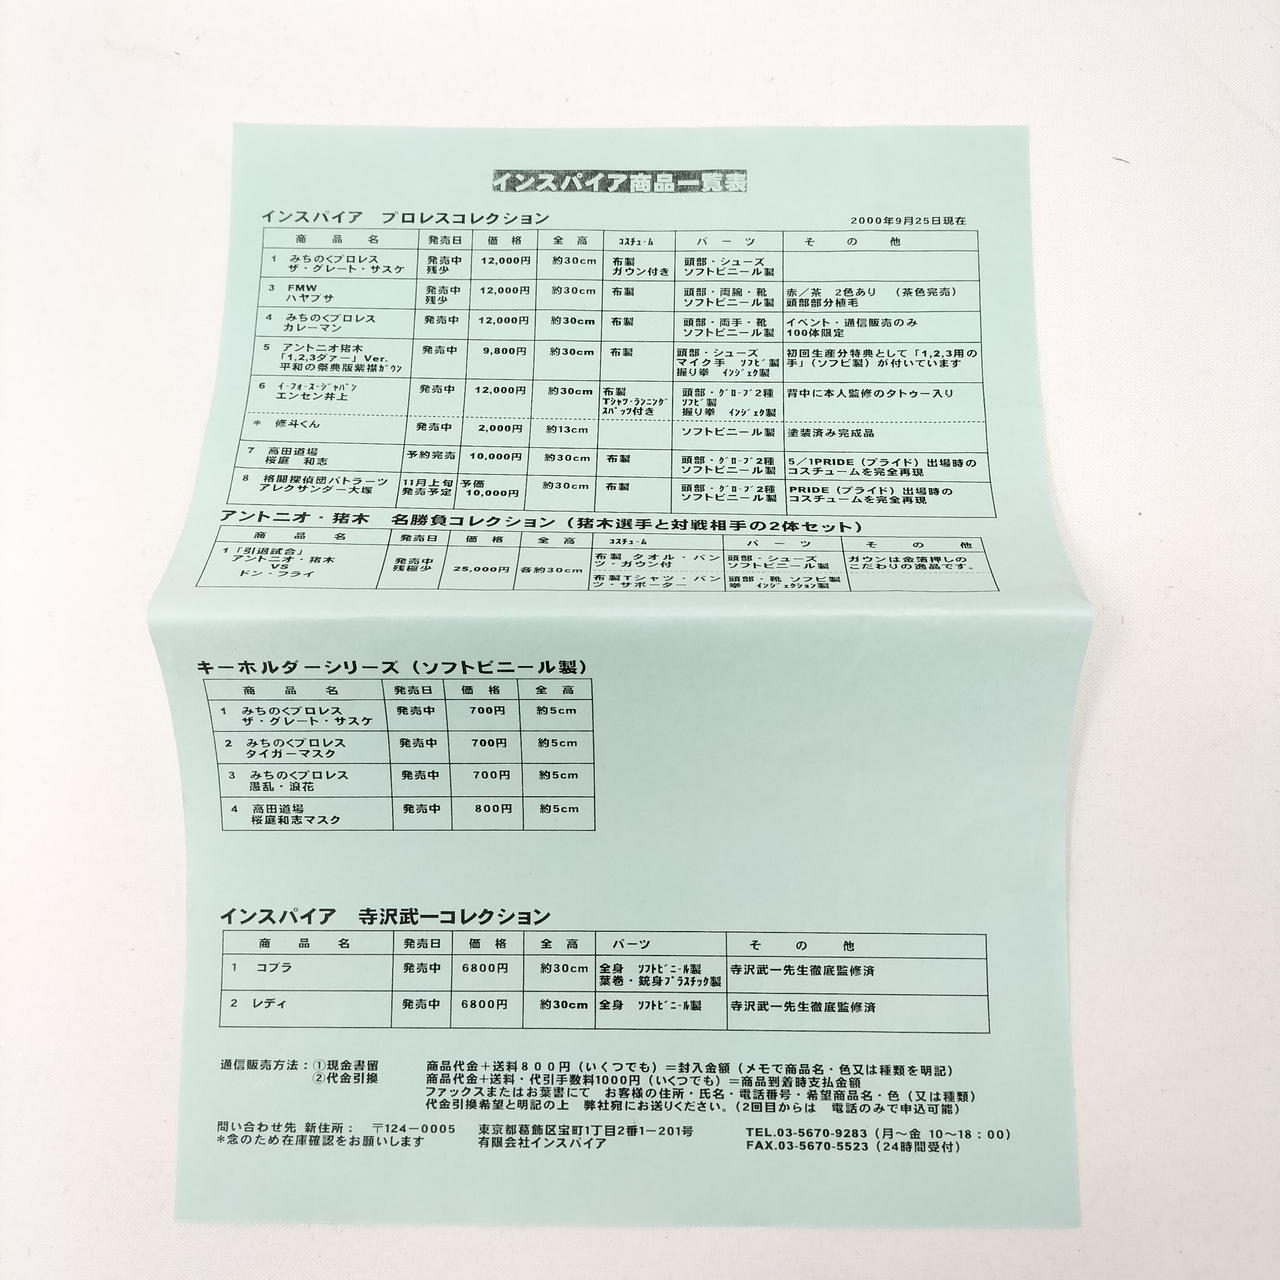 インスパイア商品一覧表
インスパイア　プロレスコレクション　2000年9月25日現在
商品名　発売日　価格　全高　ｺｽﾁｭｰﾑ　パーツ　その他
1　みちのくプロレス　発売中　12,000円　約30cm　布製　頭部・シューズ
ザ・グレート・サスケ　残少　ガウン付き　ソフトビニール製
3　FMW　発売中　12,000円　約30cm　布製　頭部・両腕・靴　赤／茶　2色あり　（茶色完売）
ハヤブサ　残少　ソフトビニール製　頭部部分植毛
4　みちのくプロレス　発売中　12,000円　約30cm　布製　頭部・両手・靴　イベント・通信販売のみ
カレーマン　ソフトビニール製　100体限定
5　アントニオ猪木　発売中　9,800円　約30cm　布製　頭部・シューズ　初回生産分特典として「1,2,3用の
「1,2,3ダァー」Ver.　マイク手　ｿﾌﾋﾞ製　手」（ソフビ製）が付いています
平和の祭典版紫襟ｶﾞｳﾝ　握り拳　ｲﾝｼﾞｪｸ製
6　ｲｰﾌｫｰｽ･ｼﾞｬﾊﾟﾝ　発売中　12,000円　約30cm　布製　頭部・ｸﾞﾛｰﾌﾞ2種　背中に本人監修のタトゥー入り
エンセン井上　Tｼｬﾂ･ﾗﾝﾆﾝｸﾞ　ｿﾌﾋﾞ製
ｽﾊﾟｯﾂ付き　握り拳　ｲﾝｼﾞｪｸ製
＊　修斗くん　発売中　2,000円　約13cm　ソフトビニール製　塗装済み完成品
7　高田道場　予約完売　10,000円　約30cm　布製　頭部・ｸﾞﾛｰﾌﾞ2種　5／1PRIDE（プライド）出場時の
桜庭　和志　ソフトビニール製　コスチュームを完全再現
8　格闘探偵団バトラーツ　11月上旬　予価　約30cm　布製　頭部・ｸﾞﾛｰﾌﾞ2種　PRIDE（プライド）出場時の
アレクサンダー大塚　発売予定　10,000円　ソフトビニール製　コスチュームを完全再現
アントニオ・猪木　名勝負コレクション（猪木選手と対戦相手の2体セット）
商品名　発売日　価格　全高　ｺｽﾁｭｰﾑ　パーツ　その他
1「引退試合」　発売中　25,000円　各約30cm　布製 タオル・パン　頭部・シューズ　ガウンは金箔押しの
アントニオ・猪木　残極少　ツ・ガウン付　ソフトビニール製　こだわりの逸品です。
VS　布製Tシャツ・パン　頭部・靴 ソフビ製
ドン・フライ　ツ・サポーター　拳　ｲﾝｼﾞｪｸｼｮﾝ製
キーホルダーシリーズ（ソフトビニール製）
商品名　発売日　価格　全高
1　みちのくプロレス　発売中　700円　約5cm
ザ・グレート・サスケ
2　みちのくプロレス　発売中　700円　約5cm
タイガーマスク
3　みちのくプロレス　発売中　700円　約5cm
愚乱・浪花
4　高田道場　発売中　800円　約5cm
桜庭和志マスク
インスパイア　寺沢武一コレクション
商品名　発売日　価格　全高　パーツ　その他
1　コブラ　発売中　6800円　約30cm　全身　ｿﾌﾄﾋﾞﾆｰﾙ製　寺沢武一先生徹底監修済
葉巻・銃身ﾌﾟﾗｽﾁｯｸ製
2　レディ　発売中　6800円　約30cm　全身　ｿﾌﾄﾋﾞﾆｰﾙ製　寺沢武一先生徹底監修済
通信販売方法：①現金書留　商品代金＋送料８００円（いくつでも）＝封入金額（メモで商品名・色又は種類を明記）
②代金引換　商品代金＋送料・代引手数料1000円（いくつでも）＝商品到着時支払金額
ファックスまたはお葉書にて　お客様の住所・氏名・電話番号・希望商品名・色（又は種類）
代金引換希望と明記の上　弊社宛にお送りください。（2回目からは　電話のみで申込可能）
問い合わせ先 新住所：　〒124－0005　東京都葛飾区宝町1丁目2番1－201号　TEL.03-5670-9283（月～金 10～18：00）
＊念のため在庫確認をお願いします　有限会社インスパイア　FAX.03-5670-5523（24時間受付）